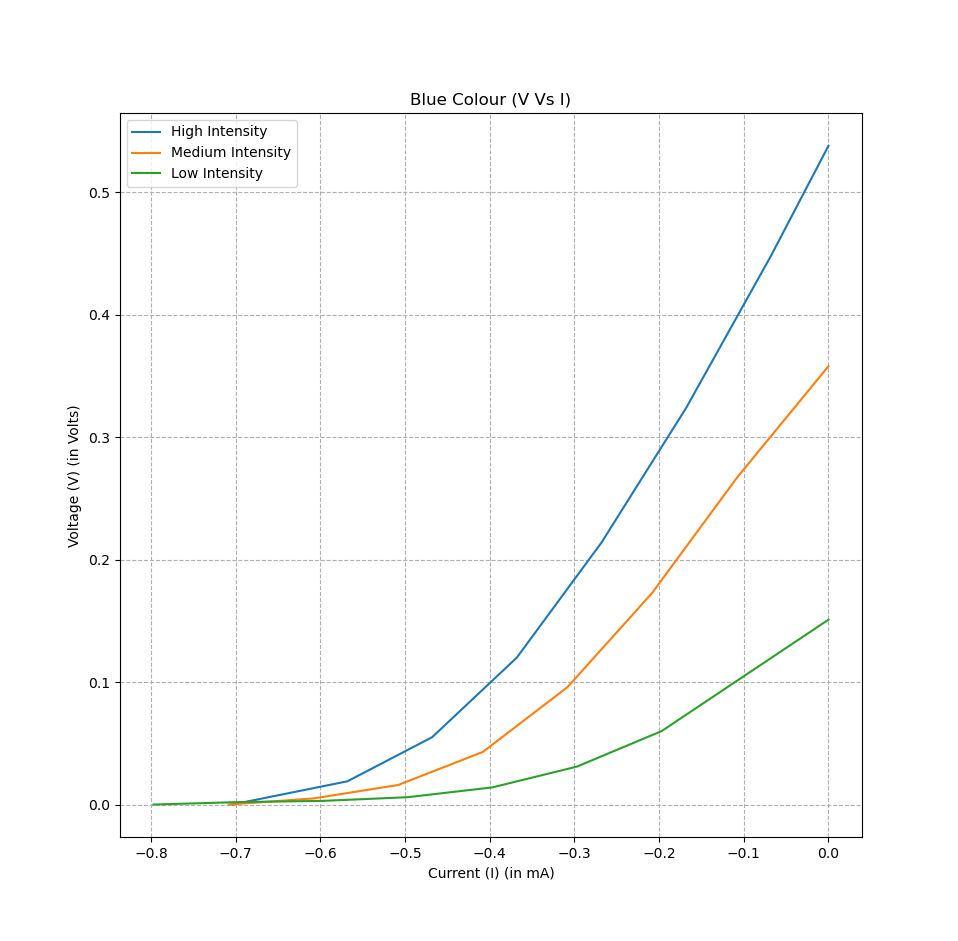 Blue Colour (V Vs I)
High Intensity
Medium Intensity
Low Intensity
0.5
0.4
0.3
0.2
0.1
0.0
Voltage (V) (in Volts)
−0.8 −0.7 −0.6 −0.5 −0.4 −0.3 −0.2 −0.1 0.0
Current (I) (in mA)